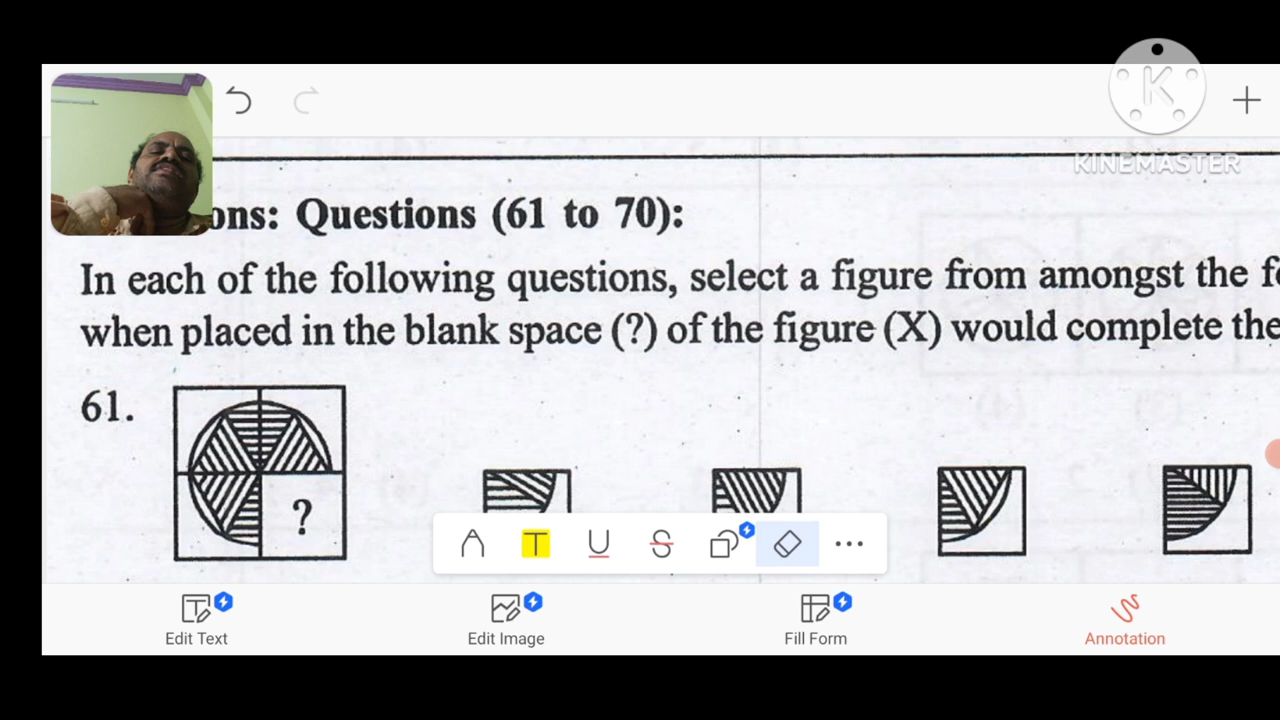 K
KINEMASTER
ons: Questions (61 to 70):
In each of the following questions, select a figure from amongst the
when placed in the blank space (?) of the figure (X) would complete the
61.
?
T
U
S
Edit Text
Edit Image
Fill Form
Annotation